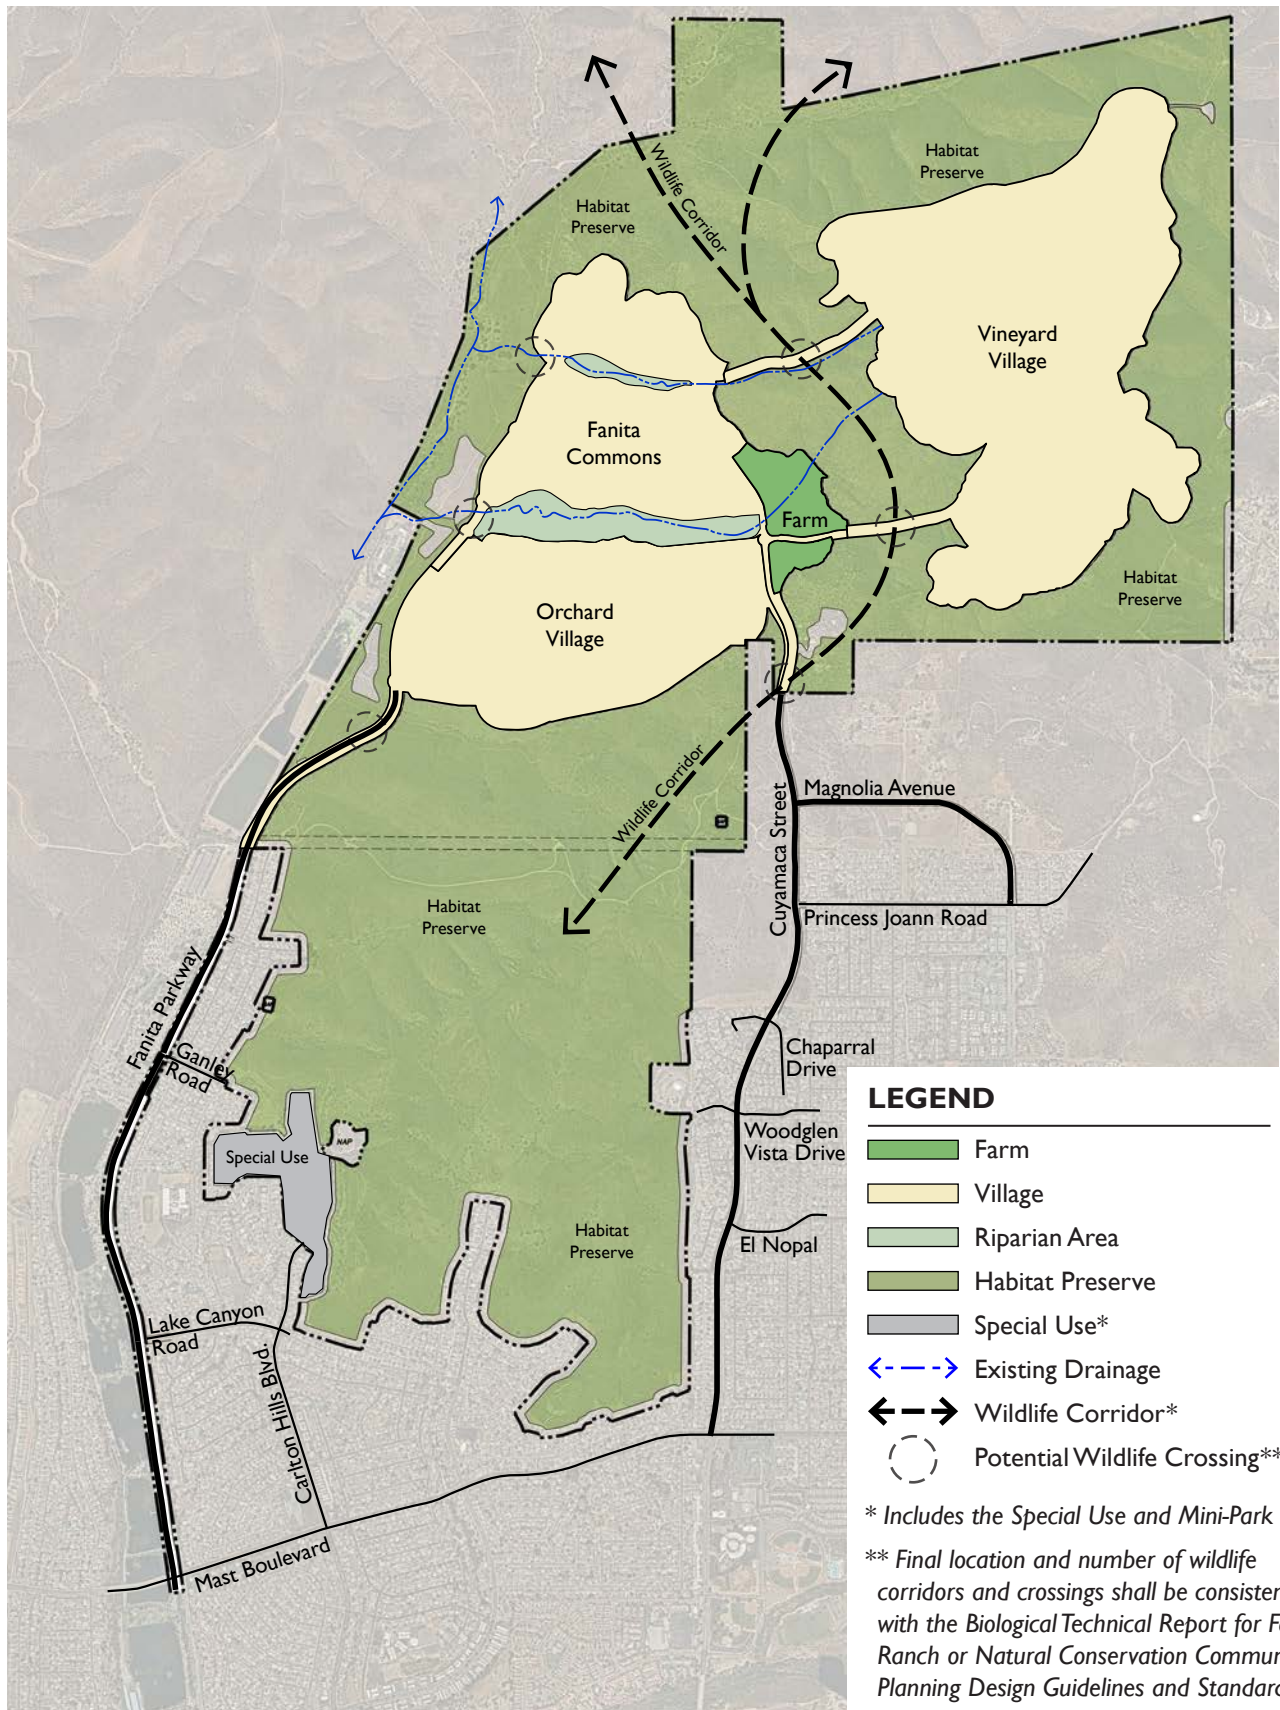 Wildlife Corridor
Habitat
Preserve
Habitat
Preserve
Vineyard
Village
Fanita
Commons
Farm
Habitat
Preserve
Orchard
Village
Wildlife Corridor
Cuyamaca Street
Magnolia Avenue
Princess Joann Road
Habitat
Preserve
Fanita Parkway
Ganley
Road
Chaparral
Drive
Woodglen
Vista Drive
NAP
Special Use
Habitat
Preserve
El Nopal
Lake Canyon
Road
Carlton Hills Blvd.
Mast Boulevard
LEGEND
Farm
Village
Riparian Area
Habitat Preserve
Special Use*
Existing Drainage
Wildlife Corridor*
Potential Wildlife Crossing**
* Includes the Special Use and Mini-Park
** Final location and number of wildlife
corridors and crossings shall be consisten
with the Biological Technical Report for F
Ranch or Natural Conservation Commun
Planning Design Guidelines and Standard